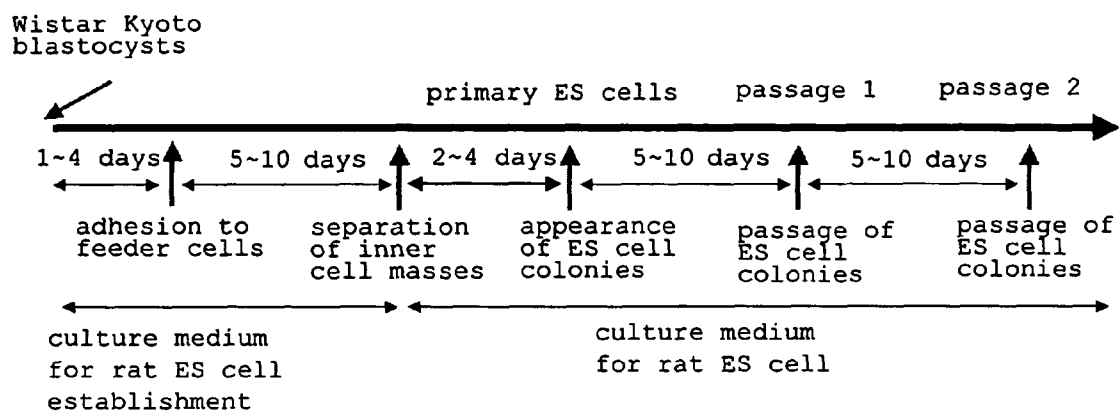 Wistar Kyoto
blastocysts
primary ES cells
passage 1
passage 2
1~4 days
5~10 days
2~4 days
5~10 days
5~10 days
adhesion to
feeder cells
separation
of inner
cell masses
appearance
of ES cell
colonies
passage of
ES cell
colonies
passage of
ES cell
colonies
culture medium
for rat ES cell
establishment
culture medium
for rat ES cell